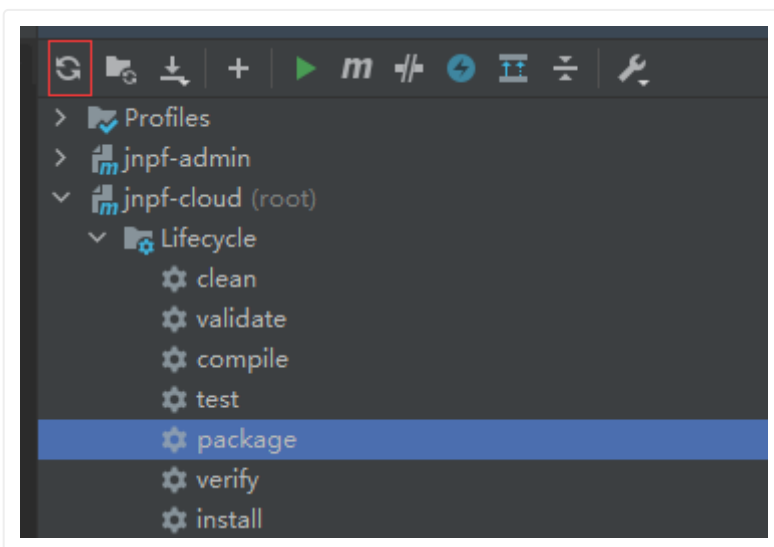 m
Profiles
jnpf-admin
jnpf-cloud (root)
Lifecycle
clean
validate
compile
test
package
verify
install